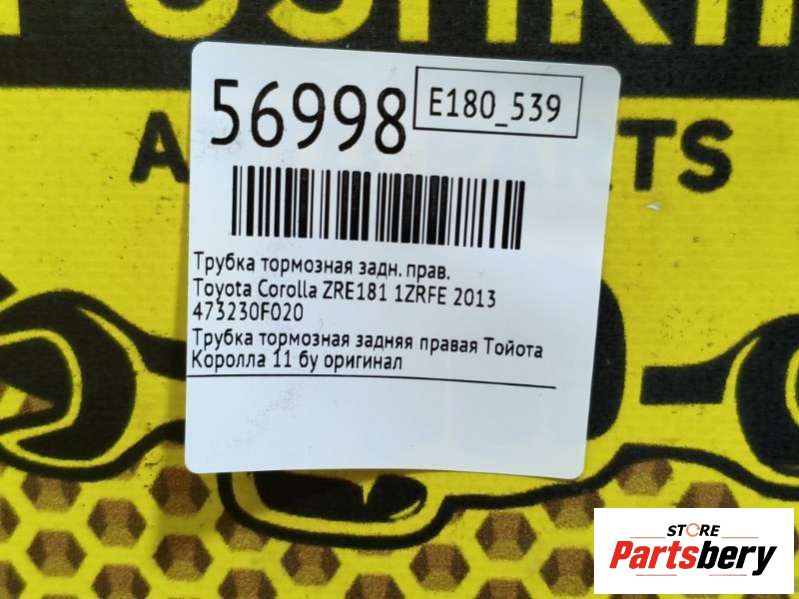 56998
E180_539
Трубка тормозная задн. прав.
Toyota Corolla ZRE181 1ZRFE 2013
473230F020
Трубка тормозная задняя правая Тойота
Королла 11 бу оригинал
STORE
Partsbery